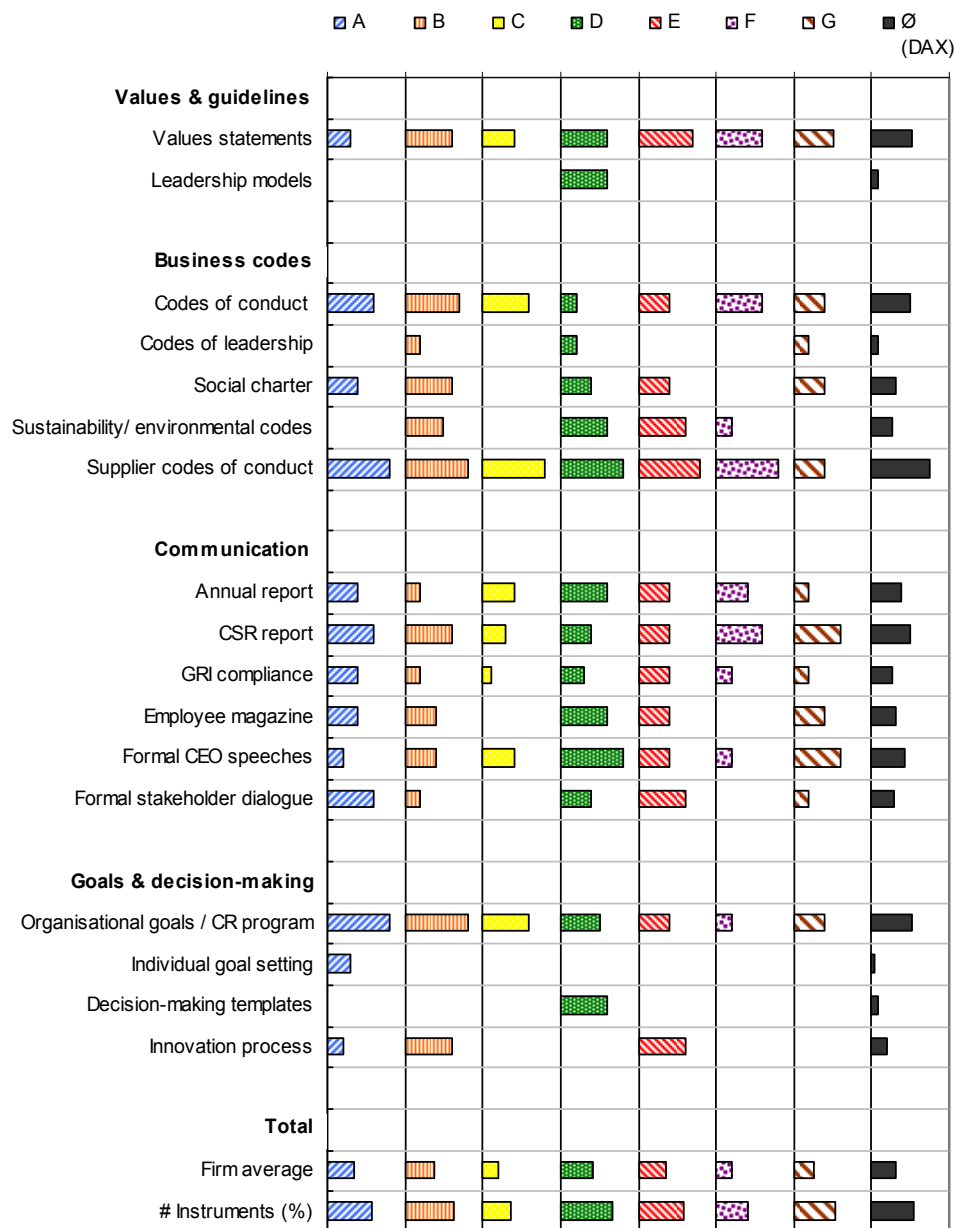 A B C D E F G Ø
(DAX)
Values & guidelines
Values statements
Leadership models
Business codes
Codes of conduct
Codes of leadership
Social charter
Sustainability/ environmental codes
Supplier codes of conduct
Communication
Annual report
CSR report
GRI compliance
Employee magazine
Formal CEO speeches
Formal stakeholder dialogue
Goals & decision-making
Organisational goals / CR program
Individual goal setting
Decision-making templates
Innovation process
Total
Firm average
# Instruments (%)